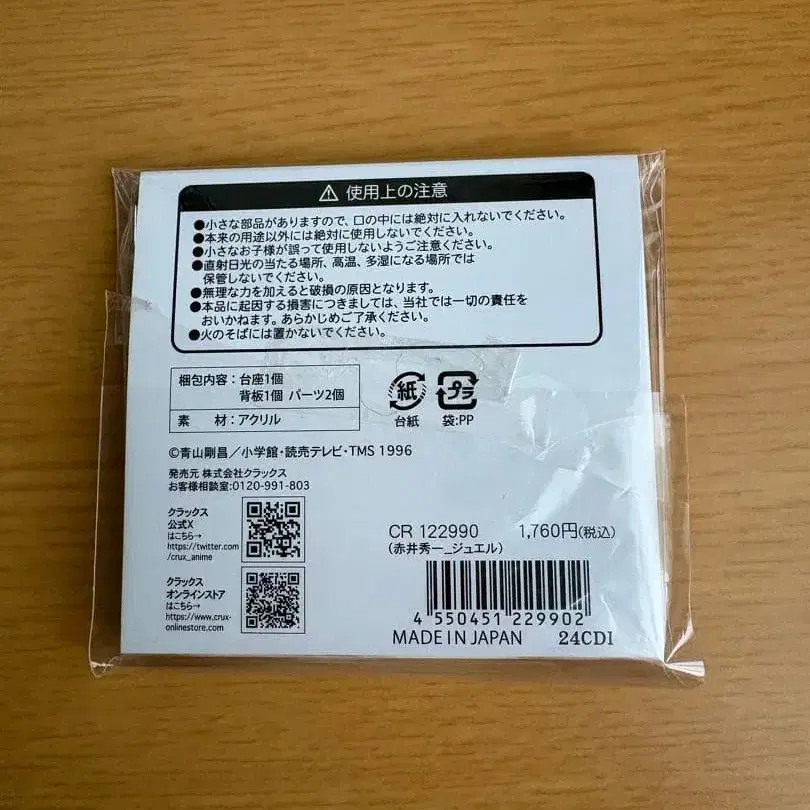 ⚠ 使用上の注意
●小さな部品がありますので、口の中には絶対に入れないでください。
●本来の用途以外には絶対に使用しないでください。
●小さなお子様が誤って使用しないようご注意ください。
●直射日光の当たる場所、高温、多湿になる場所では
保管しないでください。
●無理な力を加えると破損の原因となります。
●本品に起因する損害につきましては、当社では一切の責任を
おいかねます。あらかじめご了承ください。
●火のそばには置かないでください。
梱包内容:台座1個
背板1個 パーツ2個
素 材:アクリル
紙
台紙
プラ
袋:PP
©青山剛昌/小学館・読売テレビ・TMS 1996
発売元 株式会社クラックス
お客様相談室:0120-991-803
クラックス
公式X
はこちら→
https://twitter.com
/crux_anime
クラックス
オンラインストア
はこちら→
https://www.crux-
onlinestore.com
CR 122990 1,760円(税込)
(赤井秀一_ジュエル)
4 550451 229902
MADE IN JAPAN 24CDI